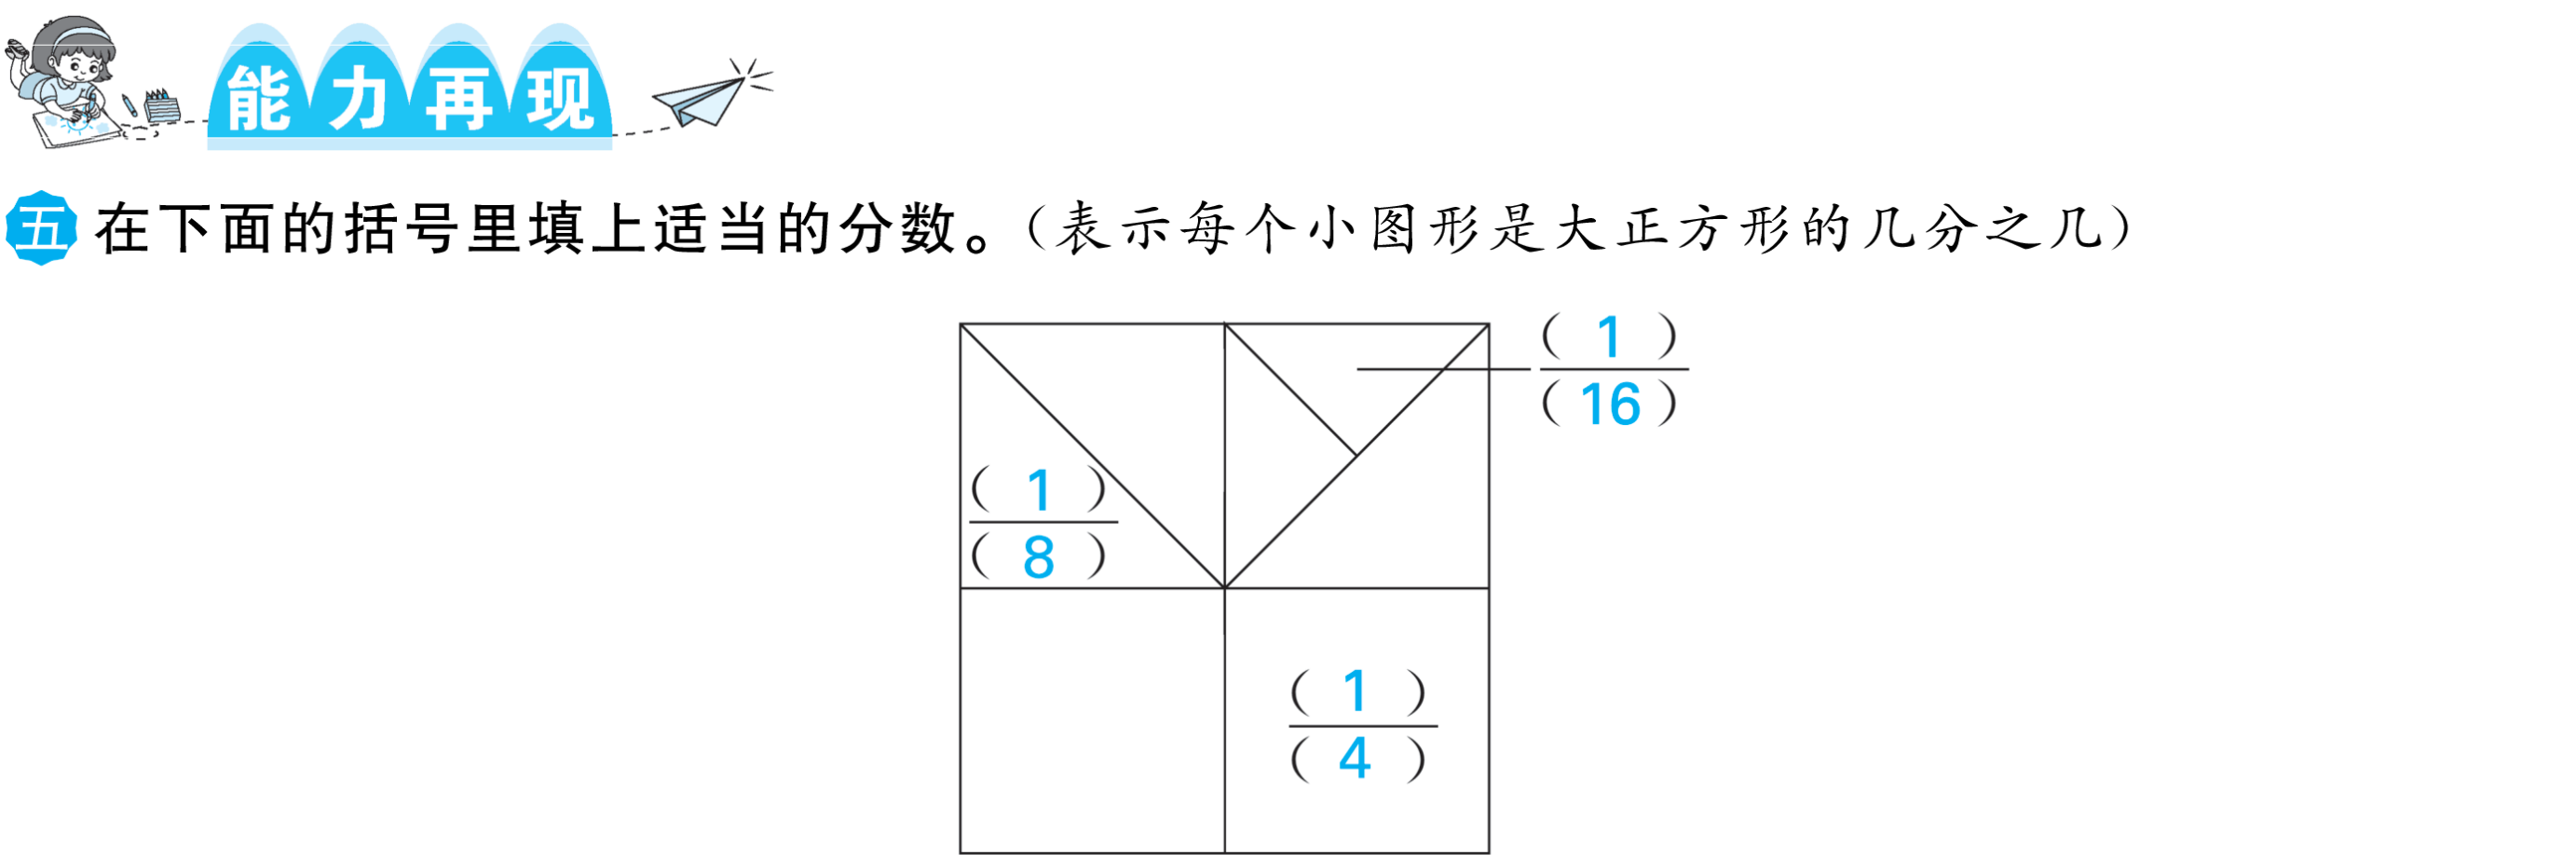 能力再现
五 在下面的括号里填上适当的分数。(表示每个小图形是大正方形的几分之几)
( 1 )
( 16 )
( 1 )
( 8 )
( 1 )
( 4 )